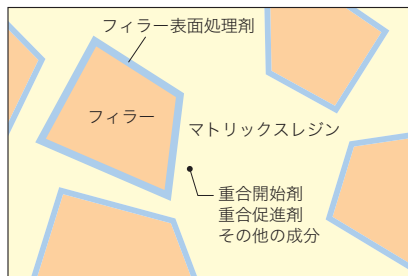 フィラー表面処理剤
フィラー
マトリックスレジン
重合開始剤
重合促進剤
その他の成分